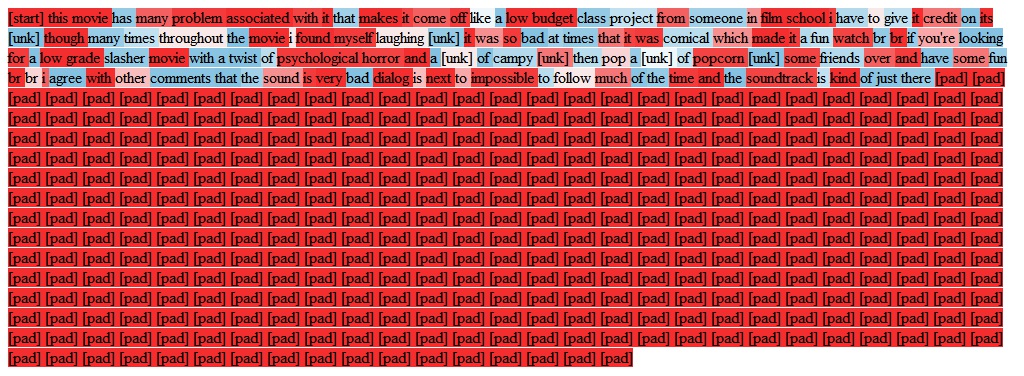 [start] this movie has many problem associated with it that makes it come off like a low budget class project from someone in film school i have to give it credit on its
[unk] though many times throughout the movie i found myself laughing [unk] it was so bad at times that it was comical which made it a fun watch br br if you're looking
for a low grade slasher movie with a twist of psychological horror and a [unk] of campy [unk] then pop a [unk] of popcorn [unk] some friends over and have some fun
br br i agree with other comments that the sound is very bad dialog is next to impossible to follow much of the time and the soundtrack is kind of just there [pad] [pad]
[pad] [pad] [pad] [pad] [pad] [pad] [pad] [pad] [pad] [pad] [pad] [pad] [pad] [pad] [pad] [pad] [pad] [pad] [pad] [pad] [pad] [pad] [pad] [pad] [pad] [pad] [pad]
[pad] [pad] [pad] [pad] [pad] [pad] [pad] [pad] [pad] [pad] [pad] [pad] [pad] [pad] [pad] [pad] [pad] [pad] [pad] [pad] [pad] [pad] [pad] [pad] [pad] [pad] [pad]
[pad] [pad] [pad] [pad] [pad] [pad] [pad] [pad] [pad] [pad] [pad] [pad] [pad] [pad] [pad] [pad] [pad] [pad] [pad] [pad] [pad] [pad] [pad] [pad] [pad] [pad] [pad]
[pad] [pad] [pad] [pad] [pad] [pad] [pad] [pad] [pad] [pad] [pad] [pad] [pad] [pad] [pad] [pad] [pad] [pad] [pad] [pad] [pad] [pad] [pad] [pad] [pad] [pad] [pad]
[pad] [pad] [pad] [pad] [pad] [pad] [pad] [pad] [pad] [pad] [pad] [pad] [pad] [pad] [pad] [pad] [pad] [pad] [pad] [pad] [pad] [pad] [pad] [pad] [pad] [pad] [pad]
[pad] [pad] [pad] [pad] [pad] [pad] [pad] [pad] [pad] [pad] [pad] [pad] [pad] [pad] [pad] [pad] [pad] [pad] [pad] [pad] [pad] [pad] [pad] [pad] [pad] [pad] [pad]
[pad] [pad] [pad] [pad] [pad] [pad] [pad] [pad] [pad] [pad] [pad] [pad] [pad] [pad] [pad] [pad] [pad] [pad] [pad] [pad] [pad] [pad] [pad] [pad] [pad] [pad] [pad]
[pad] [pad] [pad] [pad] [pad] [pad] [pad] [pad] [pad] [pad] [pad] [pad] [pad] [pad] [pad] [pad] [pad] [pad] [pad] [pad] [pad] [pad] [pad] [pad] [pad] [pad] [pad]
[pad] [pad] [pad] [pad] [pad] [pad] [pad] [pad] [pad] [pad] [pad] [pad] [pad] [pad] [pad] [pad] [pad] [pad] [pad] [pad] [pad] [pad] [pad] [pad] [pad] [pad] [pad]
[pad] [pad] [pad] [pad] [pad] [pad] [pad] [pad] [pad] [pad] [pad] [pad] [pad] [pad] [pad] [pad] [pad] [pad] [pad] [pad] [pad] [pad] [pad] [pad] [pad] [pad] [pad]
[pad] [pad] [pad] [pad] [pad] [pad] [pad] [pad] [pad] [pad] [pad] [pad] [pad] [pad] [pad] [pad] [pad] [pad] [pad] [pad] [pad] [pad] [pad] [pad] [pad] [pad] [pad]
[pad] [pad] [pad] [pad] [pad] [pad] [pad] [pad] [pad] [pad] [pad] [pad] [pad] [pad] [pad] [pad] [pad] [pad] [pad] [pad] [pad] [pad] [pad] [pad] [pad] [pad] [pad]
[pad] [pad] [pad] [pad] [pad] [pad] [pad] [pad] [pad] [pad] [pad] [pad] [pad] [pad] [pad] [pad] [pad] [pad] [pad] [pad] [pad] [pad] [pad] [pad] [pad] [pad] [pad]
[pad] [pad] [pad] [pad] [pad] [pad] [pad] [pad] [pad] [pad] [pad] [pad] [pad] [pad] [pad] [pad] [pad]